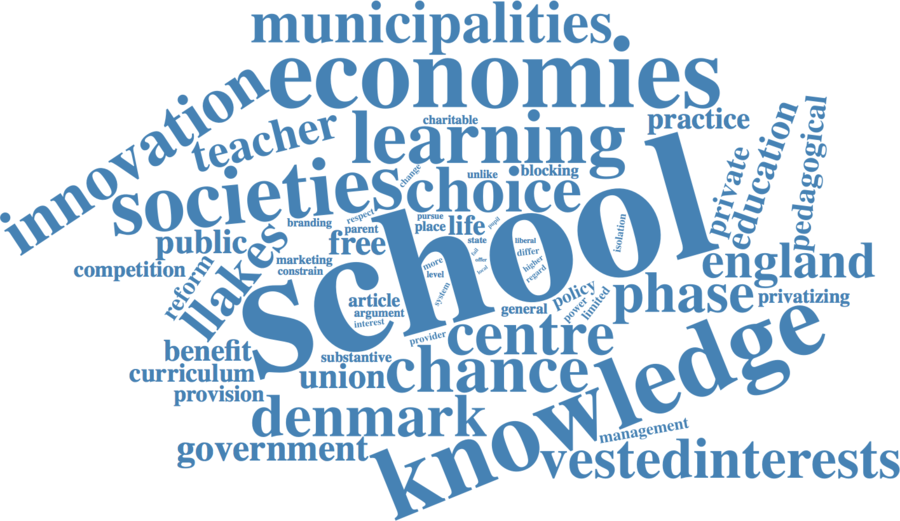 municipalities
economies
innovation
teacher
learning
charitable
practice
societies
change
unlike
blocking
choice
private
education
pedagogical
branding
respect
parent
pursue
place
life
pupil
public
free
state
liberal
isolation
school
competition
reform
llakes
marketing
constrain
more
level
fail
local
differ
higher
regard
england
article
argument
interest
system
general
policy
power
limited
phase
privatizing
provider
centre
benefit
substantive
curriculum
union
chance
provision
knowledge
denmark
management
government
vestedinterests